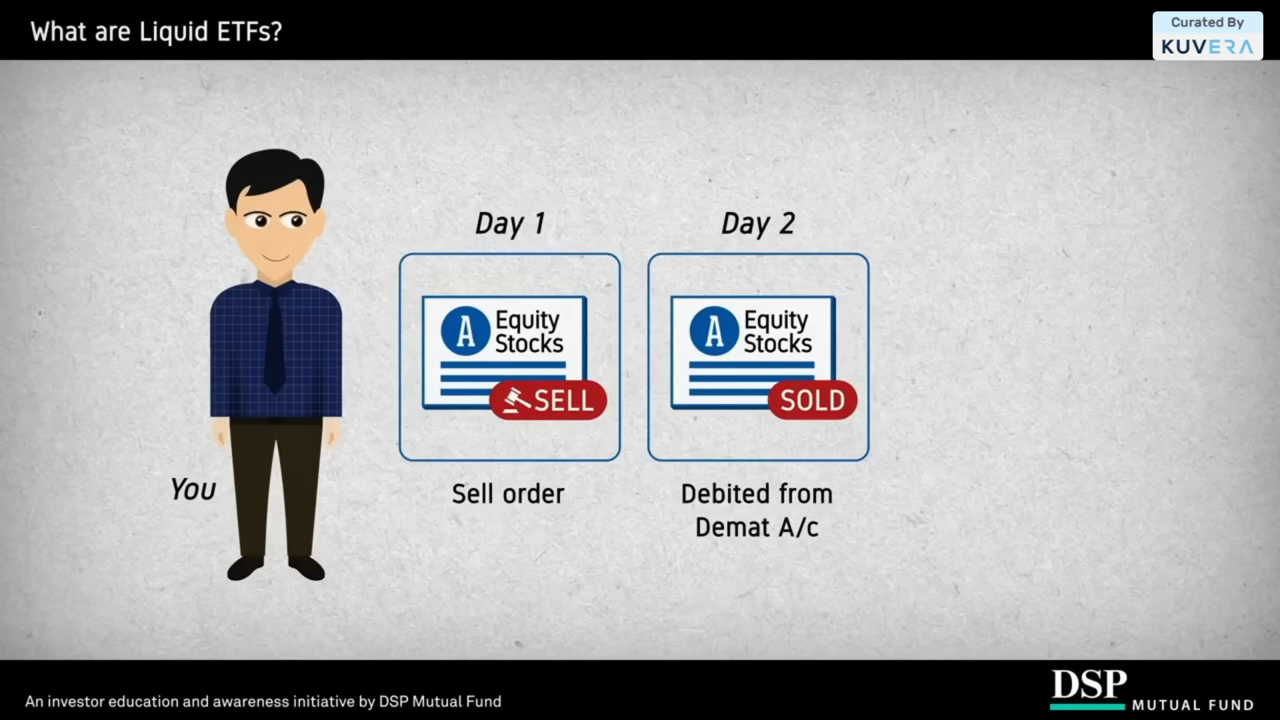 What are Liquid ETFs?
Curated By
KUVERA
Day 1
Day 2
A Equity
Stocks
SELL
A Equity
Stocks
SOLD
You
Sell order
Debited from
Demat A/c
An investor education and awareness initiative by DSP Mutual Fund
DSP MUTUAL FUND